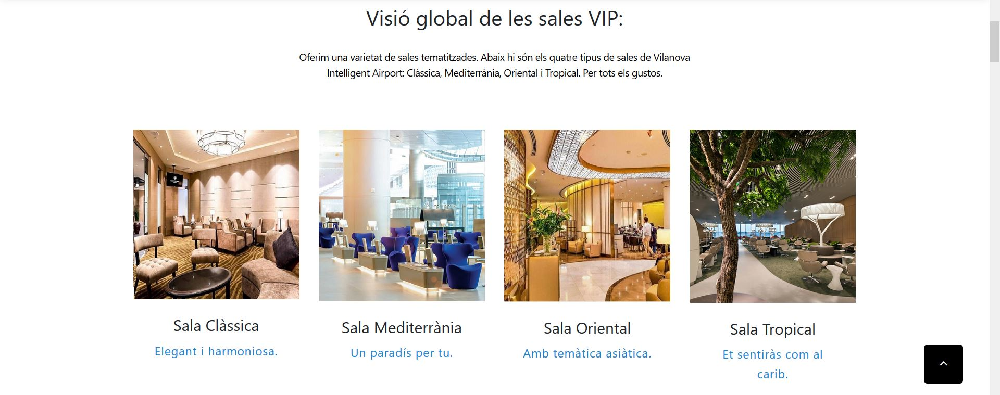 Visió global de les sales VIP:
Oferim una varietat de sales tematitzades. Abaix hi són els quatre tipus de sales de Vilanova
Intelligent Airport: Clàssica, Mediterrània, Oriental i Tropical. Per tots els gustos.
Sala Clàssica
Elegant i harmoniosa.
Sala Mediterrània
Un paradís per tu.
Sala Oriental
Amb temàtica asiàtica.
Sala Tropical
Et sentiràs com al
carib.